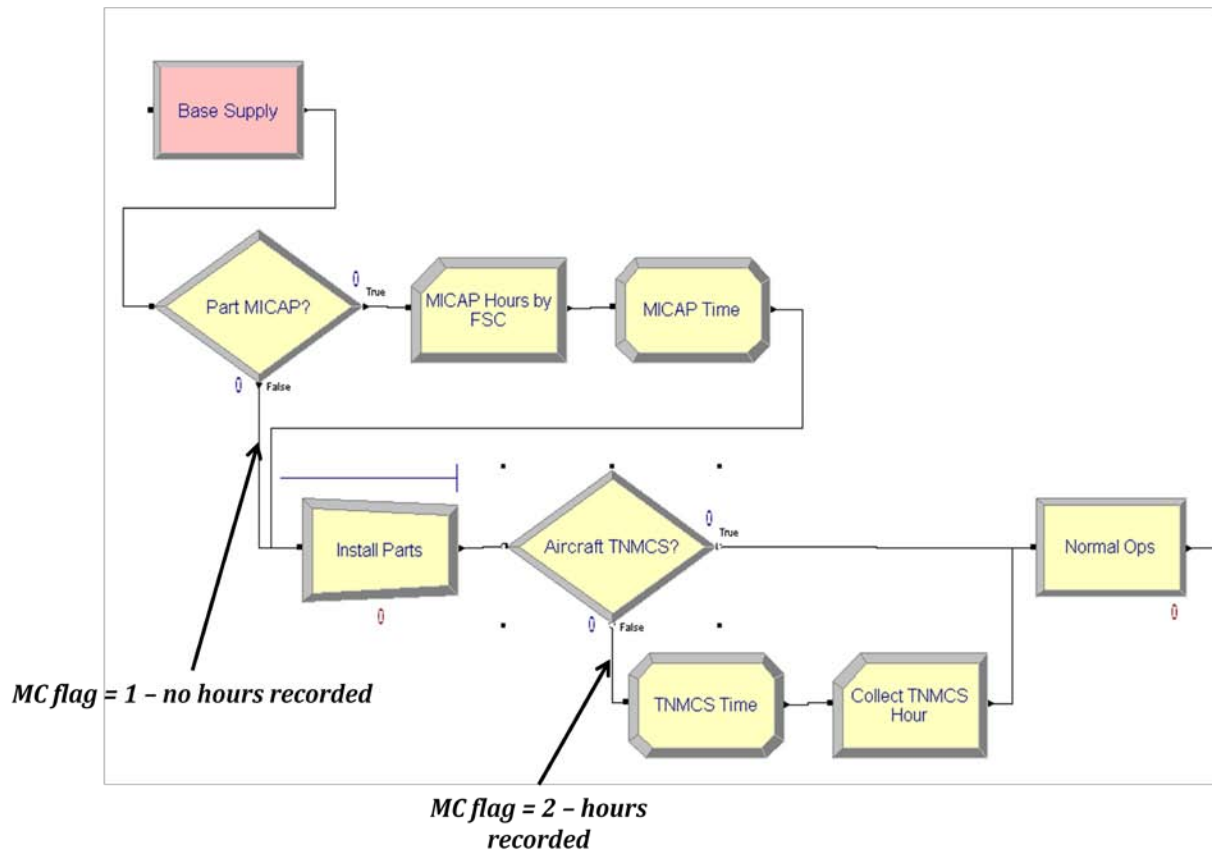 Base Supply
Part MICAP?
0
True
MICAP Hours by
FSC
MICAP Time
0
False
Install Parts
0
Aircraft TNMCS?
0
True
0
False
Normal Ops
0
TNMCS Time
Collect TNMCS
Hour
MC flag = 1 – no hours recorded
MC flag = 2 – hours
recorded